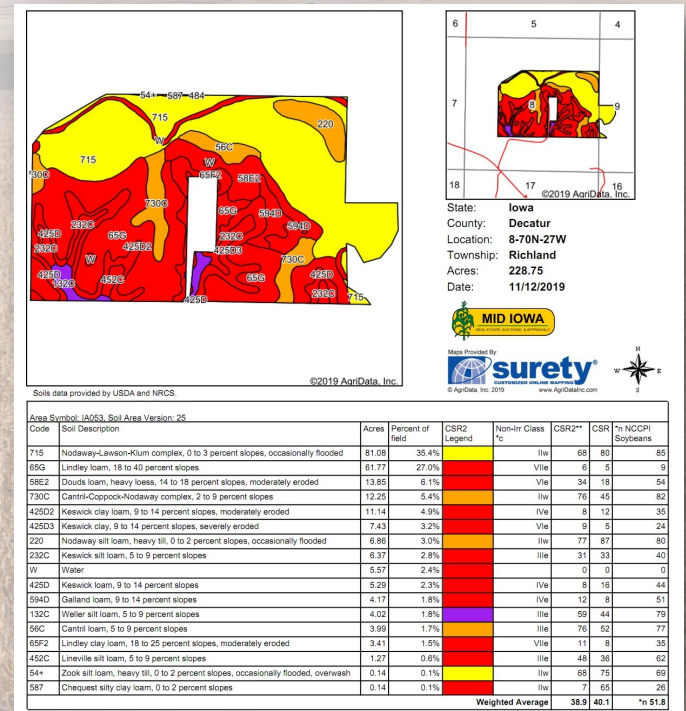 54+ 587 484
715
220
W
56C
715
W
730C
65F2
58E2
730C
65G
594D
232C
425D
65G
232C
594D
232C
425D2
425D3
730C
W
425D
132C
452C
65G
425D
232C
425D
715
©2019 AgriData, Inc.
Soils data provided by USDA and NRCS.
6 5 4
7 8 9
18 17 16
©2019 AgriData, Inc.
State: Iowa
County: Decatur
Location: 8-70N-27W
Township: Richland
Acres: 228.75
Date: 11/12/2019
MID IOWA
REAL ESTATE, AUCTIONS, & APPRAISALS
Maps Provided By:
surety®
CUSTOMIZED ONLINE MAPPING
© AgriData, Inc. 2019 www.AgriDataInc.com
N
W E
S
Area Symbol: IA053, Soil Area Version: 25
Code Soil Description Acres Percent of field CSR2 Legend Non-Irr Class *c CSR2** CSR *n NCCPI Soybeans
715 Nodaway-Lawson-Klum complex, 0 to 3 percent slopes, occasionally flooded 81.08 35.4% IIw 68 80 85
65G Lindley loam, 18 to 40 percent slopes 61.77 27.0% VIIe 6 5 9
58E2 Douds loam, heavy loess, 14 to 18 percent slopes, moderately eroded 13.85 6.1% VIe 34 18 54
730C Cantril-Coppock-Nodaway complex, 2 to 9 percent slopes 12.25 5.4% IIw 76 45 82
425D2 Keswick clay loam, 9 to 14 percent slopes, moderately eroded 11.14 4.9% IVe 8 12 35
425D3 Keswick clay, 9 to 14 percent slopes, severely eroded 7.43 3.2% VIe 9 5 24
220 Nodaway silt loam, heavy till, 0 to 2 percent slopes, occasionally flooded 6.86 3.0% IIw 77 87 80
232C Keswick silt loam, 5 to 9 percent slopes 6.37 2.8% IIIe 31 33 40
W Water 5.57 2.4% 0 0 0
425D Keswick loam, 9 to 14 percent slopes 5.29 2.3% IVe 8 16 44
594D Galland loam, 9 to 14 percent slopes 4.17 1.8% IVe 12 8 51
132C Weller silt loam, 5 to 9 percent slopes 4.02 1.8% IIIe 59 44 79
56C Cantril loam, 5 to 9 percent slopes 3.99 1.7% IIIe 76 52 77
65F2 Lindley clay loam, 18 to 25 percent slopes, moderately eroded 3.41 1.5% VIIe 11 8 35
452C Lineville silt loam, 5 to 9 percent slopes 1.27 0.6% IIIe 48 36 62
54+ Zook silt loam, heavy till, 0 to 2 percent slopes, occasionally flooded, overwash 0.14 0.1% IIw 68 75 69
587 Chequest silty clay loam, 0 to 2 percent slopes 0.14 0.1% IIw 7 65 26
Weighted Average 38.9 40.1 *n 51.8